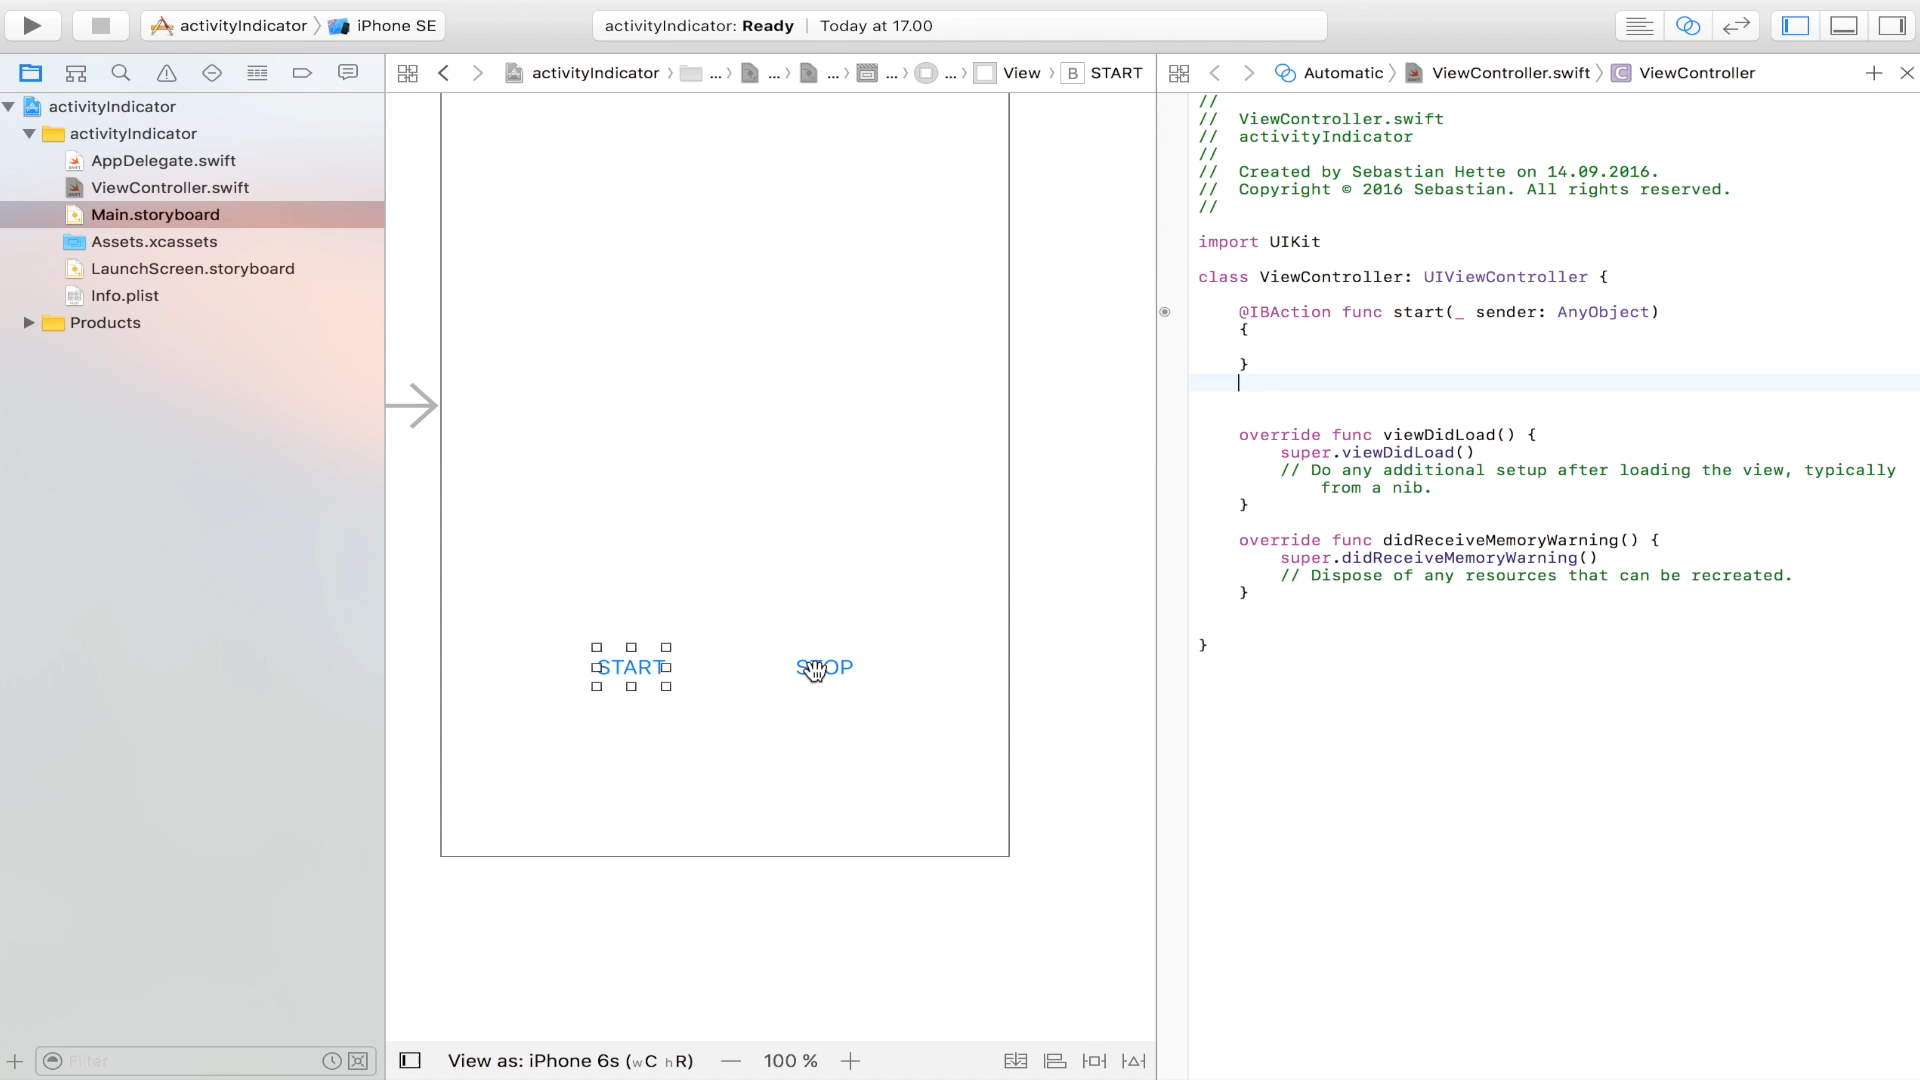 activityIndicator
iPhone SE
activityIndicator: Ready | Today at 17.00
activityIndicator
...
...
...
...
...
View
B
START
Automatic
ViewController.swift
C
ViewController
activityIndicator
activityIndicator
AppDelegate.swift
ViewController.swift
Main.storyboard
Assets.xcassets
LaunchScreen.storyboard
Info.plist
Products
START
STOP
//
//  ViewController.swift
//  activityIndicator
//
//  Created by Sebastian Hette on 14.09.2016.
//  Copyright © 2016 Sebastian. All rights reserved.
//
import UIKit
class ViewController: UIViewController {
@IBAction func start(_ sender: AnyObject)
{
}
override func viewDidLoad() {
super.viewDidLoad()
// Do any additional setup after loading the view, typically
from a nib.
}
override func didReceiveMemoryWarning() {
super.didReceiveMemoryWarning()
// Dispose of any resources that can be recreated.
}
}
Filter
View as: iPhone 6s (wC hR)
100 %